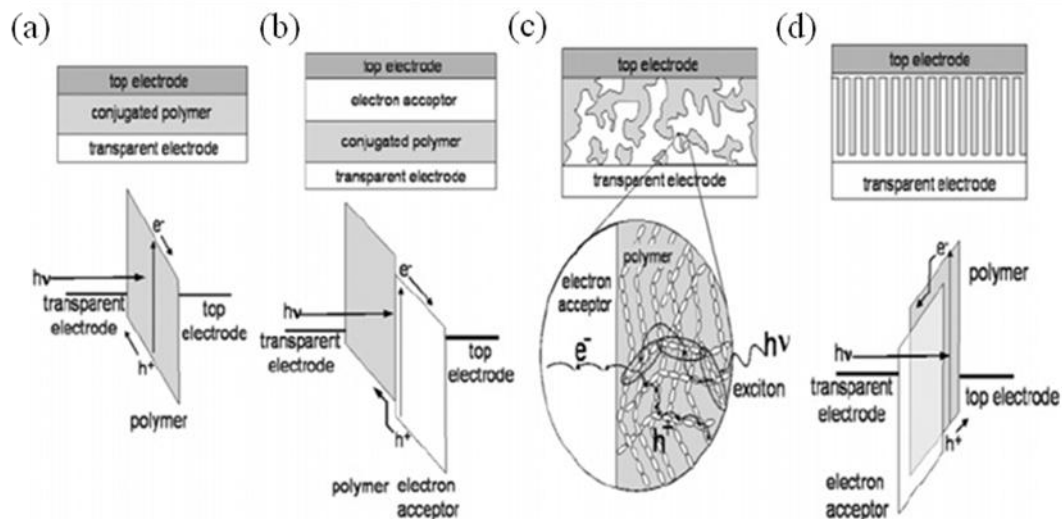 (a)
top electrode
conjugated polymer
transparent electrode
e-
hν
transparent
electrode
top
electrode
h+
polymer
(b)
top electrode
electron acceptor
conjugated polymer
transparent electrode
e-
hν
transparent
electrode
top
electrode
h+
polymer electron
acceptor
(c)
top electrode
transparent electrode
polymer
electron
acceptor
e-
hν
exciton
h+
(d)
top electrode
transparent electrode
e-
polymer
hν
transparent
electrode
top electrode
h+
electron
acceptor